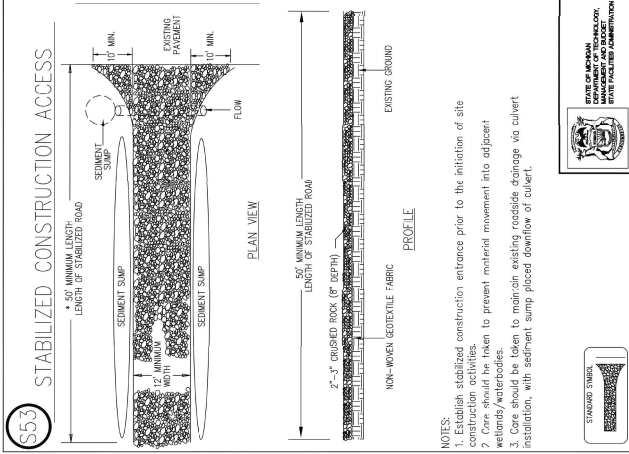 S53
STABILIZED CONSTRUCTION ACCESS
* 50' MINIMUM LENGTH
LENGTH OF STABILIZED ROAD
10' MIN.
SEDIMENT
SUMP
SEDIMENT SUMP
EXISTING
PAVEMENT
12' MINIMUM
WIDTH
SEDIMENT SUMP
10' MIN.
FLOW
PLAN VIEW
50' MINIMUM LENGTH
LENGTH OF STABILIZED ROAD
2"-3" CRUSHED ROCK (8" DEPTH)
NON-WOVEN GEOTEXTILE FABRIC
EXISTING GROUND
PROFILE
NOTES:
1. Establish stabilized construction entrance prior to the initiation of site
construction activities.
2. Care should be taken to prevent material movement into adjacent
wetlands/waterbodies.
3. Care should be taken to maintain existing roadside drainage via culvert
installation, with sediment sump placed downflow of culvert.
STANDARD SYMBOL
STATE OF MICHIGAN
DEPARTMENT OF TECHNOLOGY,
MANAGEMENT AND BUDGET
STATE FACILITIES ADMINISTRATION